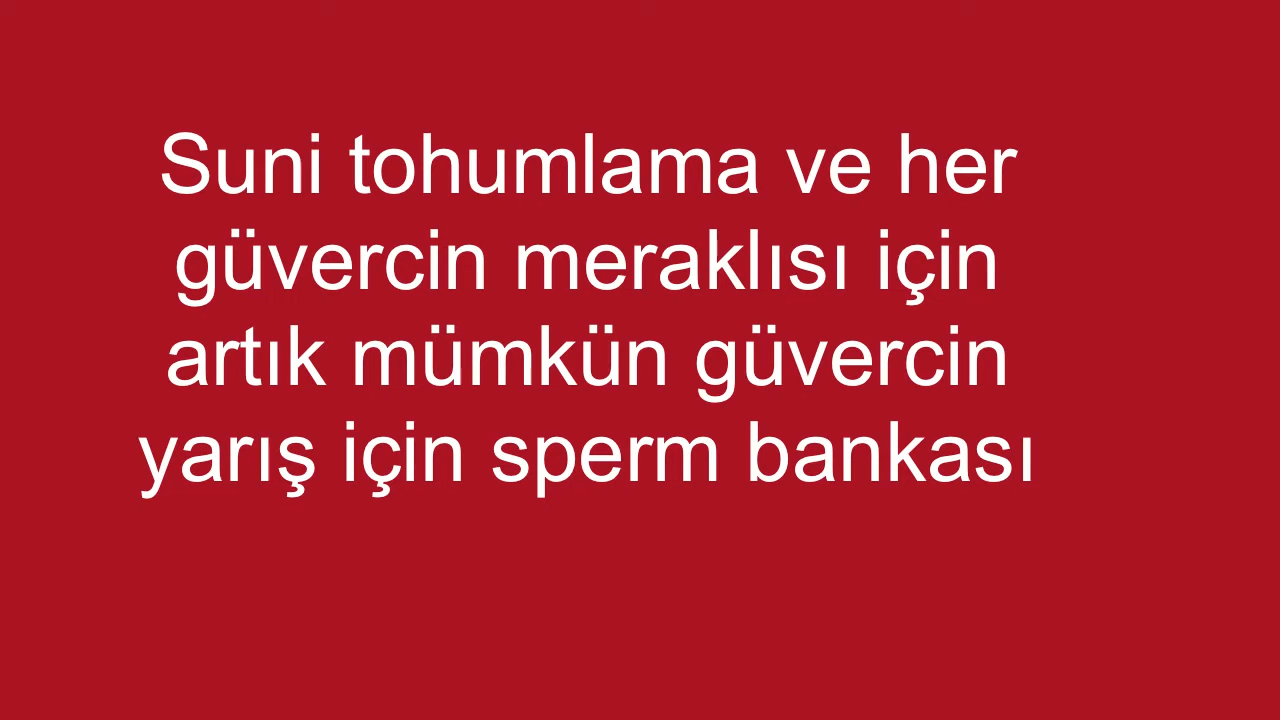 Suni tohumlama ve her
güvercin meraklısı için
artık mümkün güvercin
yarış için sperm bankası